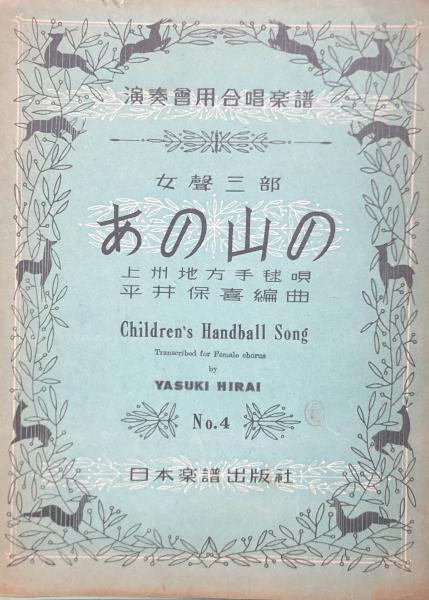 演奏會用合唱楽譜
女聲三部
あの山の
上州地方手毬唄
平井保喜編曲
Children's Handball Song
Transcribed for Female chorus
by
YASUKI HIRAI
No.4
日本楽譜出版社